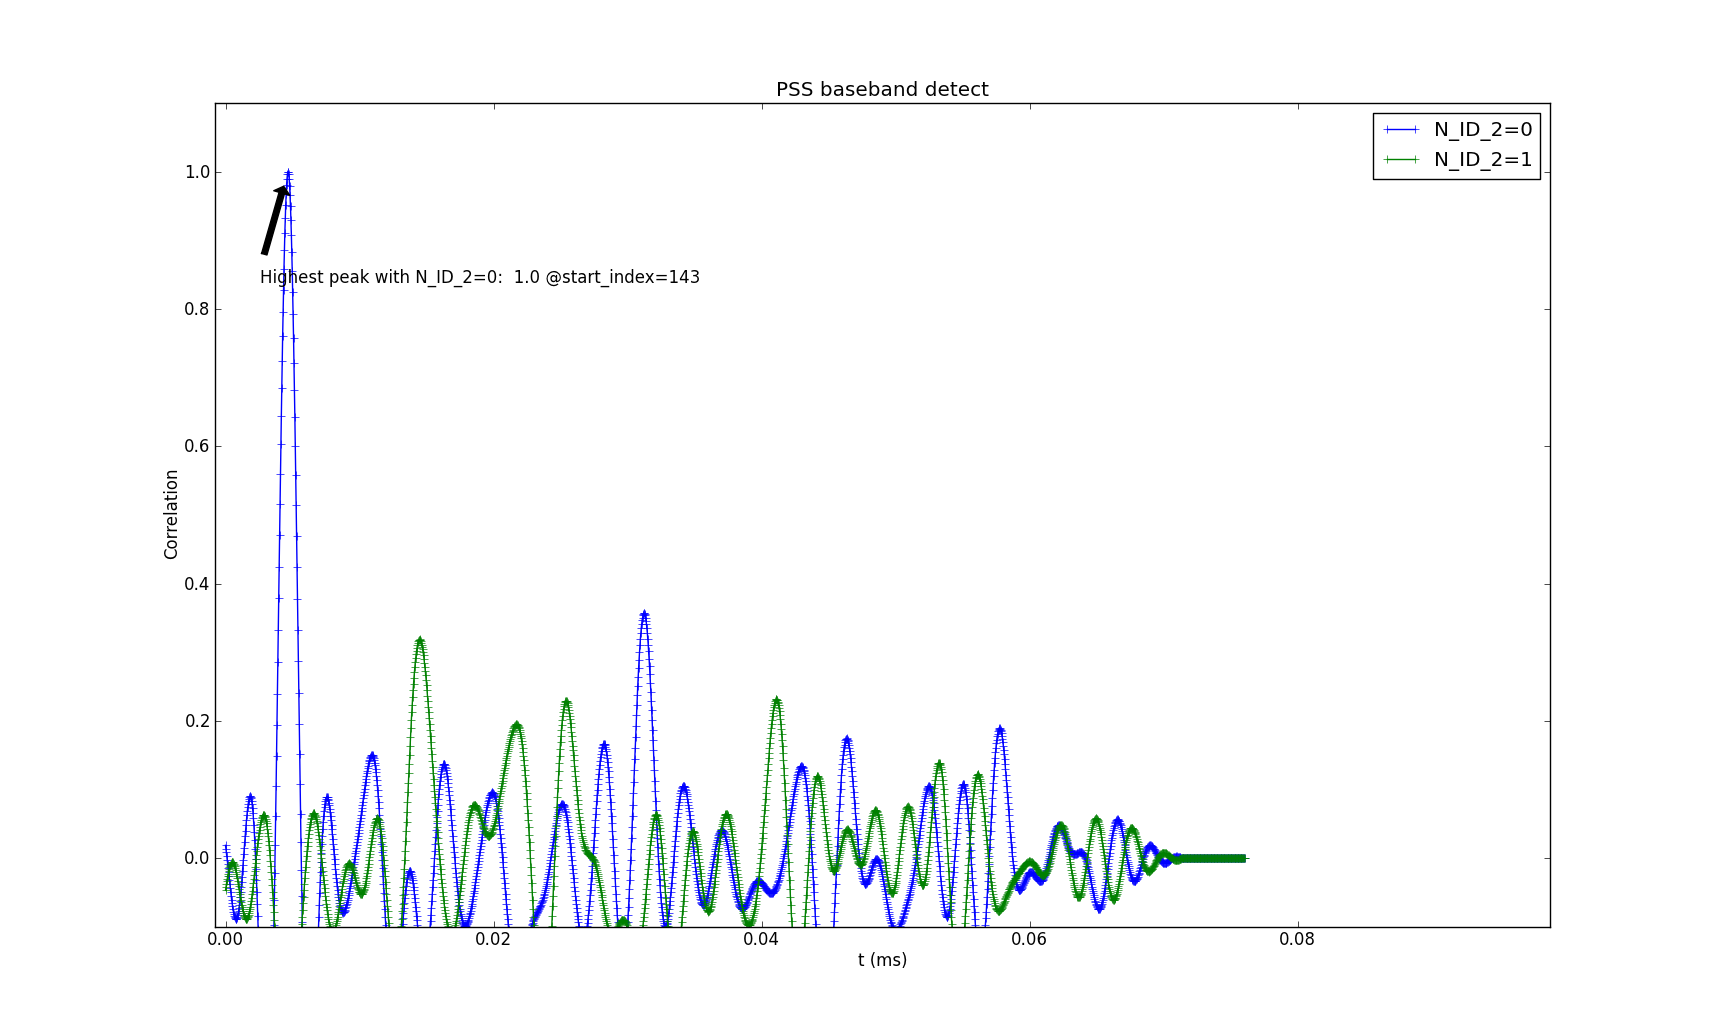 PSS baseband detect
N_ID_2=0
N_ID_2=1
1.0
0.8
0.6
0.4
0.2
0.0
Correlation
Highest peak with N_ID_2=0:  1.0 @start_index=143
0.00 0.02 0.04 0.06 0.08
t (ms)